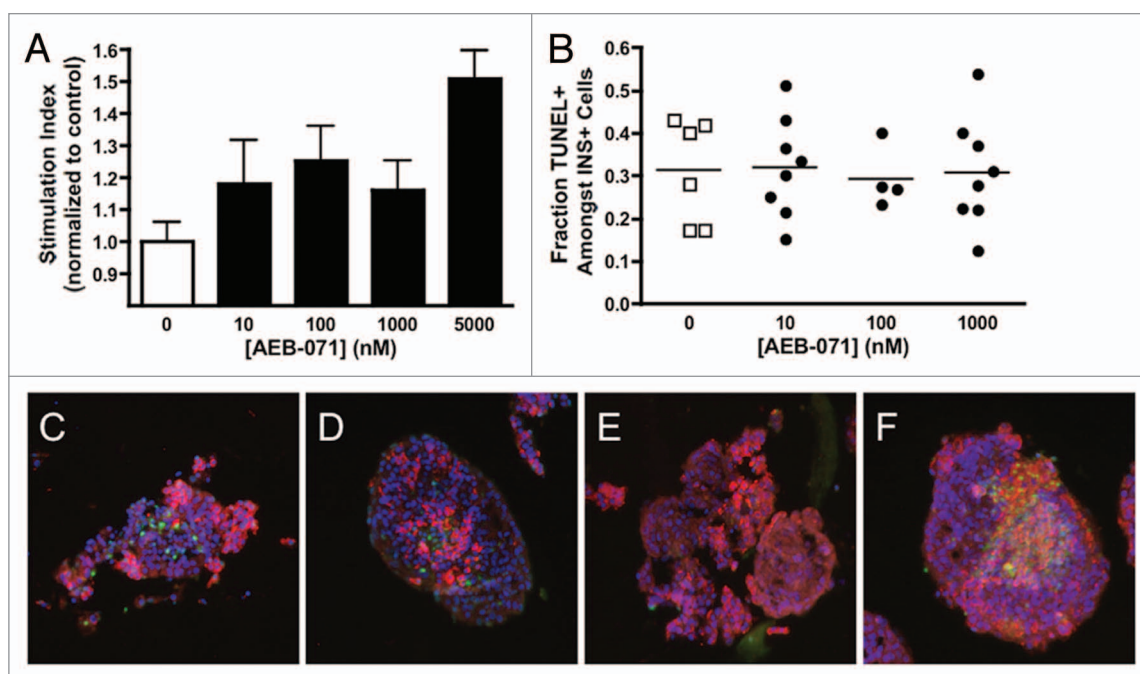 A
Stimulation Index
(normalized to control)
1.6
1.5
1.4
1.3
1.2
1.1
1.0
0.9
0
10
100
1000
5000
[AEB-071] (nM)
B
Fraction TUNEL+
Amongst INS+ Cells
0.6
0.5
0.4
0.3
0.2
0.1
0.0
0
10
100
1000
[AEB-071] (nM)
C
D
E
F